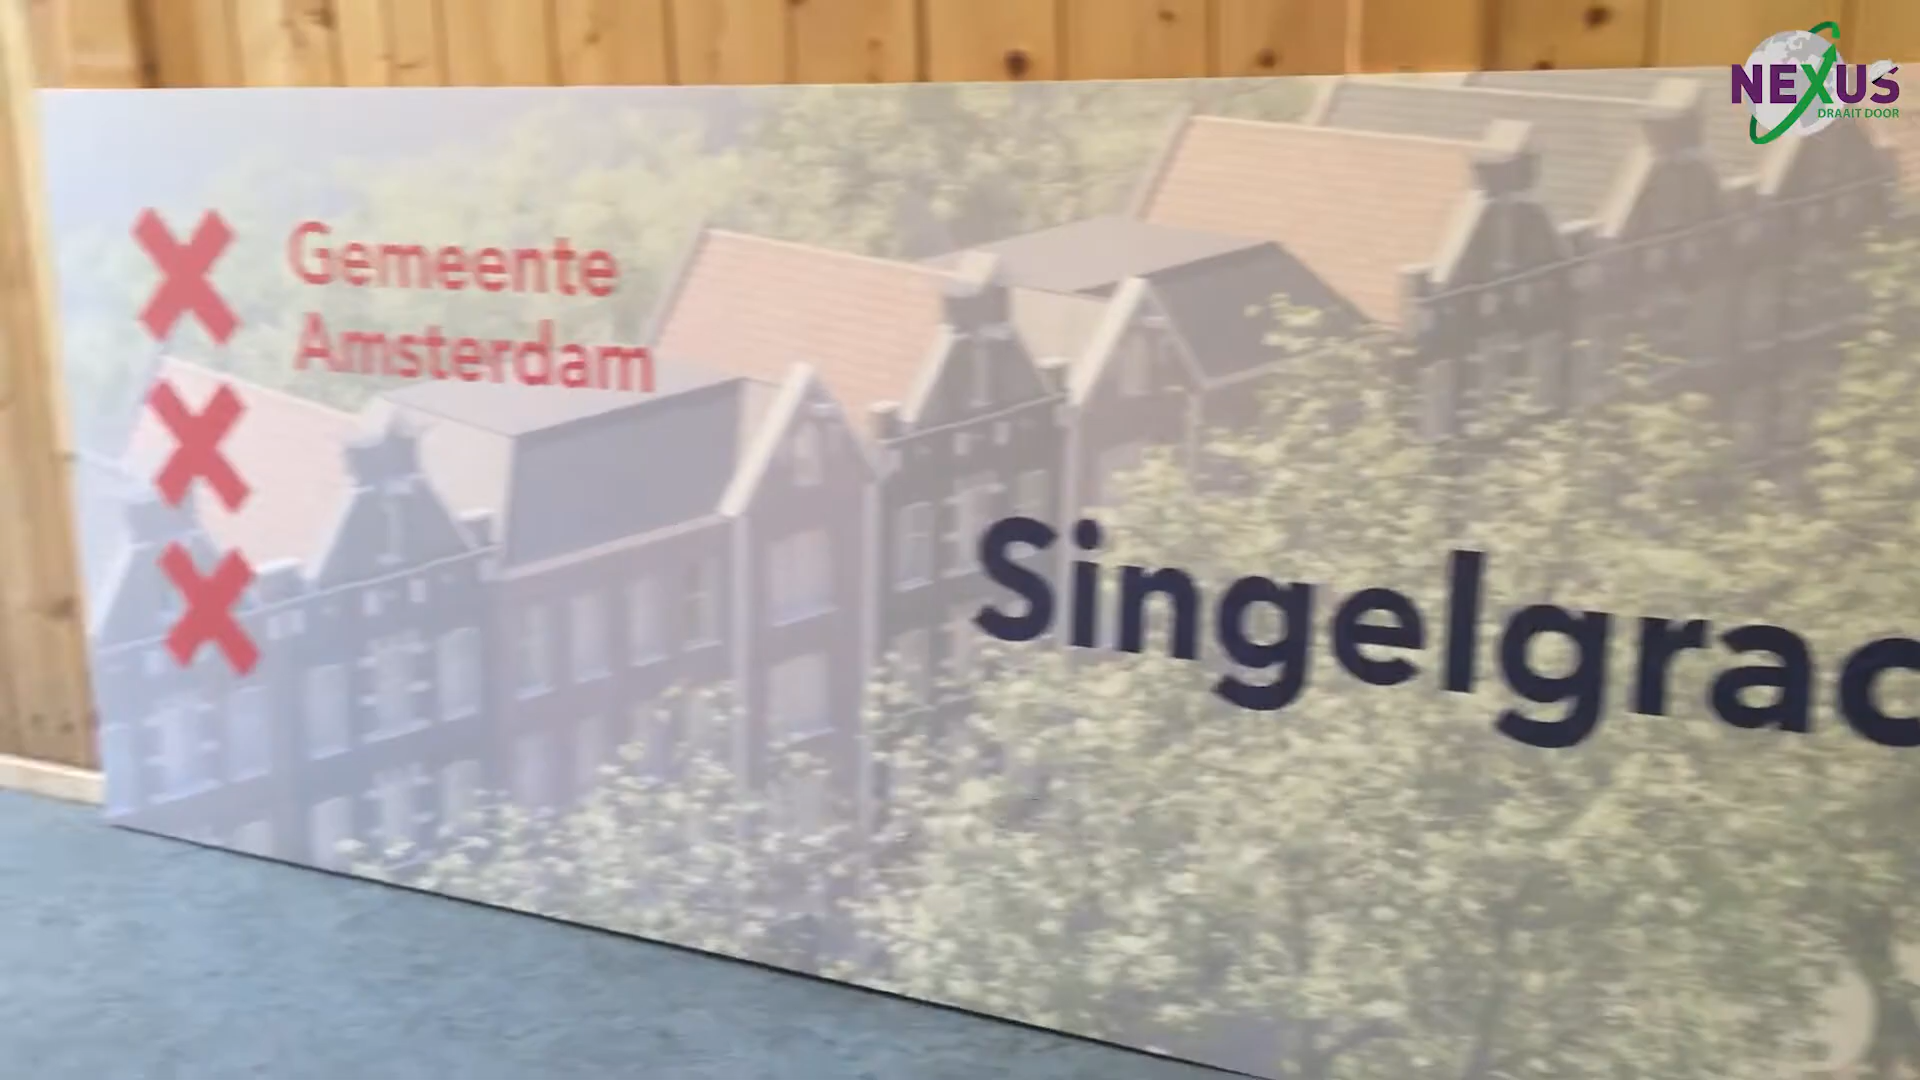 NEXUS
DRAAIT DOOR
Gemeente
Amsterdam
Singelgrac